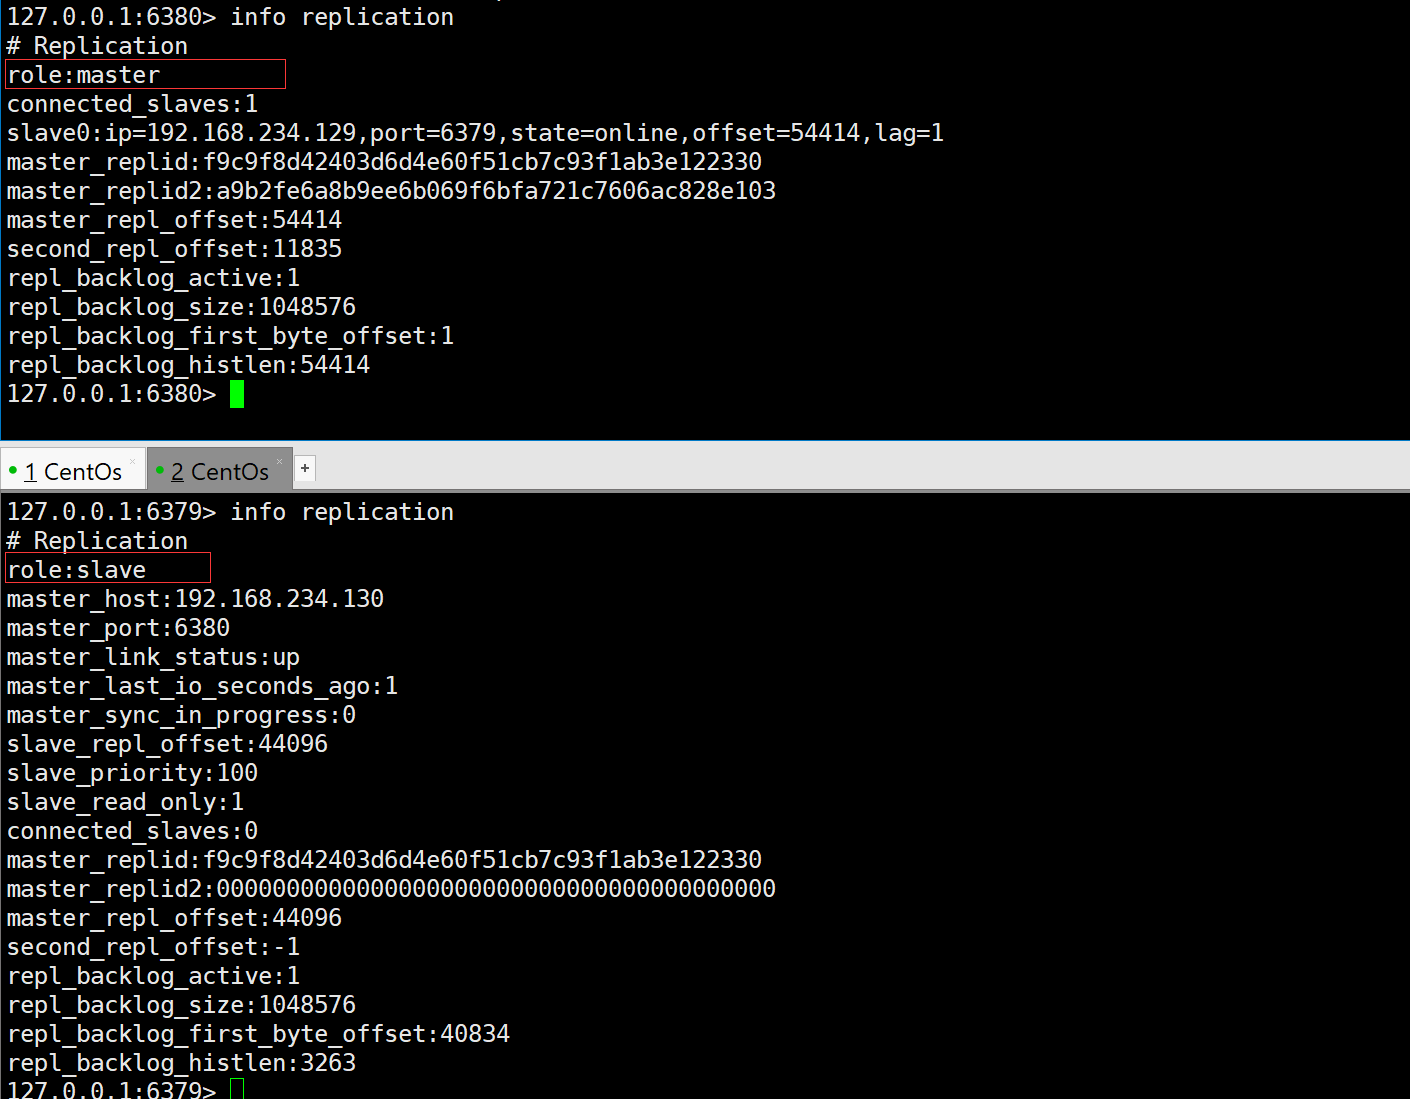 127.0.0.1:6380> info replication
# Replication
role:master
connected_slaves:1
slave0:ip=192.168.234.129,port=6379,state=online,offset=54414,lag=1
master_replid:f9c9f8d42403d6d4e60f51cb7c93f1ab3e122330
master_replid2:a9b2fe6a8b9ee6b069f6bfa721c7606ac828e103
master_repl_offset:54414
second_repl_offset:11835
repl_backlog_active:1
repl_backlog_size:1048576
repl_backlog_first_byte_offset:1
repl_backlog_histlen:54414
127.0.0.1:6380>
1 CentOs × 2 CentOs × +
127.0.0.1:6379> info replication
# Replication
role:slave
master_host:192.168.234.130
master_port:6380
master_link_status:up
master_last_io_seconds_ago:1
master_sync_in_progress:0
slave_repl_offset:44096
slave_priority:100
slave_read_only:1
connected_slaves:0
master_replid:f9c9f8d42403d6d4e60f51cb7c93f1ab3e122330
master_replid2:0000000000000000000000000000000000000000
master_repl_offset:44096
second_repl_offset:-1
repl_backlog_active:1
repl_backlog_size:1048576
repl_backlog_first_byte_offset:40834
repl_backlog_histlen:3263
127.0.0.1:6379>